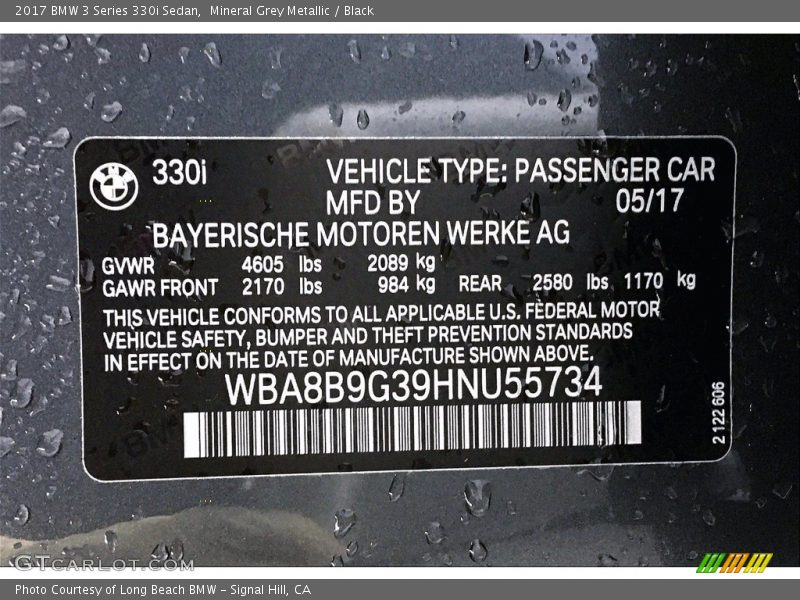 2017 BMW 3 Series 330i Sedan,  Mineral Grey Metallic / Black
330i
VEHICLE TYPE: PASSENGER CAR
MFD BY 05/17
BAYERISCHE MOTOREN WERKE AG
GVWR 4605 lbs 2089 kg
GAWR FRONT 2170 lbs 984 kg REAR 2580 lbs 1170 kg
THIS VEHICLE CONFORMS TO ALL APPLICABLE U.S. FEDERAL MOTOR
VEHICLE SAFETY, BUMPER AND THEFT PREVENTION STANDARDS
IN EFFECT ON THE DATE OF MANUFACTURE SHOWN ABOVE.
WBA8B9G39HNU55734
2 122 606
GTCARLOT.COM
Photo Courtesy of Long Beach BMW - Signal Hill, CA